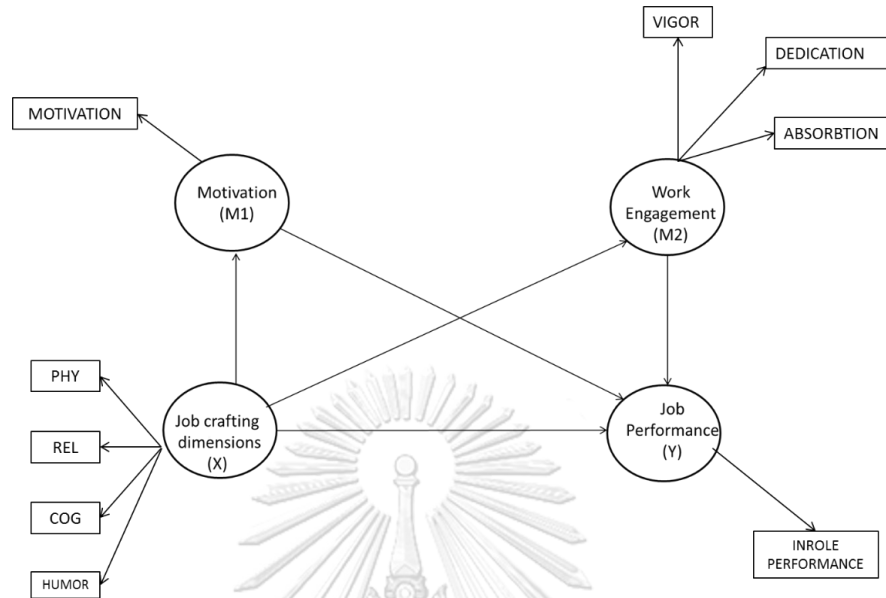 VIGOR
DEDICATION
MOTIVATION
ABSORBTION
Motivation
(M1)
Work
Engagement
(M2)
PHY
REL
COG
HUMOR
Job crafting
dimensions
(X)
Job
Performance
(Y)
INROLE
PERFORMANCE